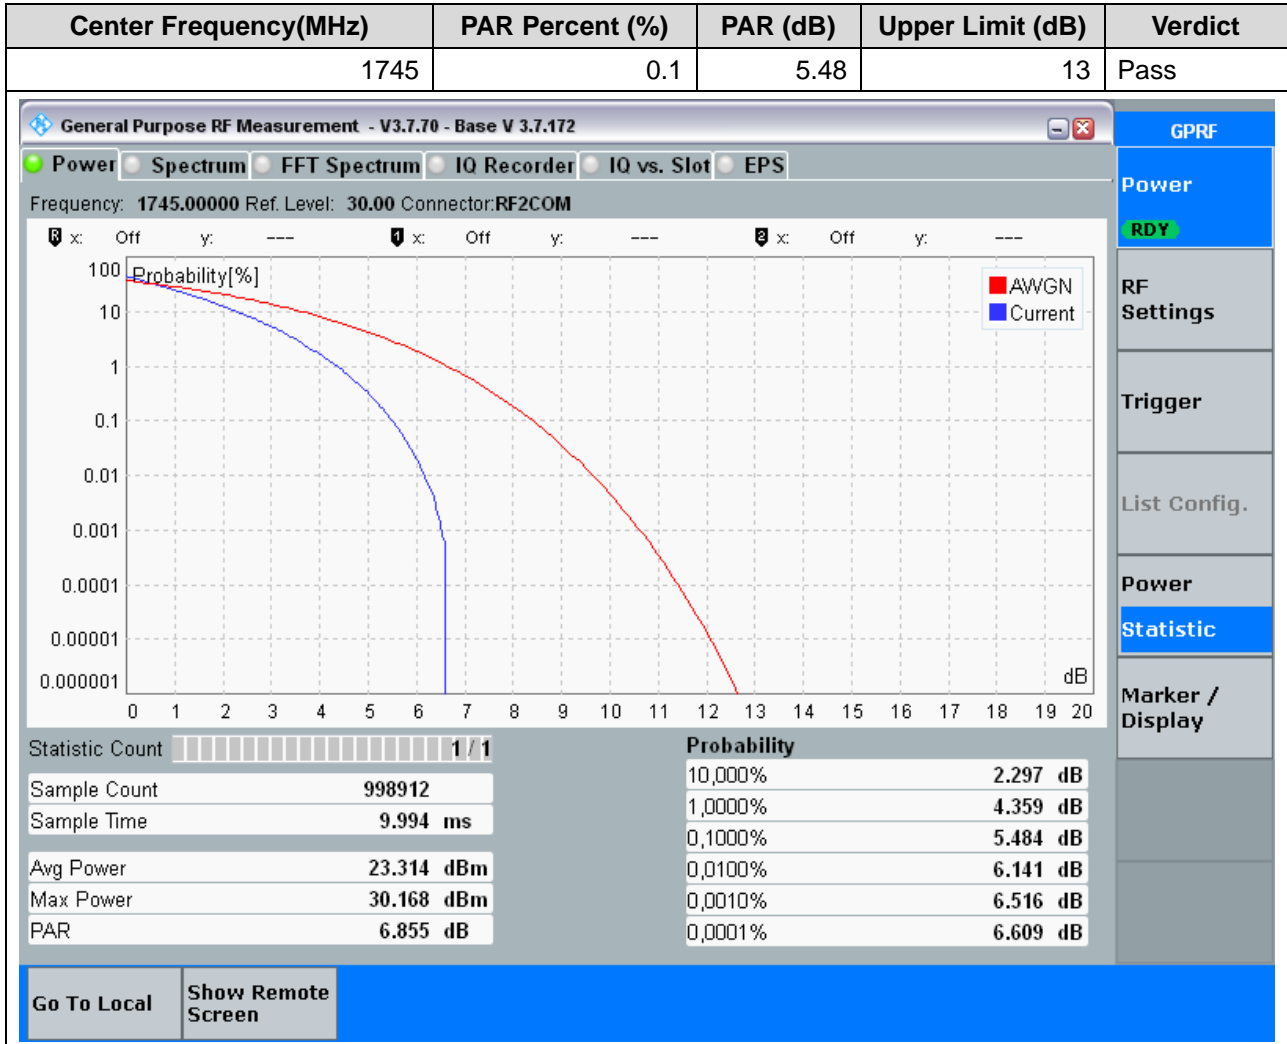 Center Frequency(MHz) PAR Percent (%) PAR (dB) Upper Limit (dB) Verdict
1745 0.1 5.48 13 Pass
General Purpose RF Measurement - V3.7.70 - Base V 3.7.172
GPRF
Power Spectrum FFT Spectrum IQ Recorder IQ vs. Slot EPS
Frequency: 1745.00000 Ref. Level: 30.00 Connector:RF2COM
R x: Off y: --- 1 x: Off y: --- 2 x: Off y: ---
Probability[%]
AWGN
Current
100
10
1
0.1
0.01
0.001
0.0001
0.00001
0.000001
dB
0 1 2 3 4 5 6 7 8 9 10 11 12 13 14 15 16 17 18 19 20
Statistic Count 1 / 1
Sample Count 998912
Sample Time 9.994 ms
Avg Power 23.314 dBm
Max Power 30.168 dBm
PAR 6.855 dB
Probability
10,000% 2.297 dB
1,0000% 4.359 dB
0,1000% 5.484 dB
0,0100% 6.141 dB
0,0010% 6.516 dB
0,0001% 6.609 dB
Power
RDY
RF
Settings
Trigger
List Config.
Power
Statistic
Marker /
Display
Go To Local
Show Remote
Screen